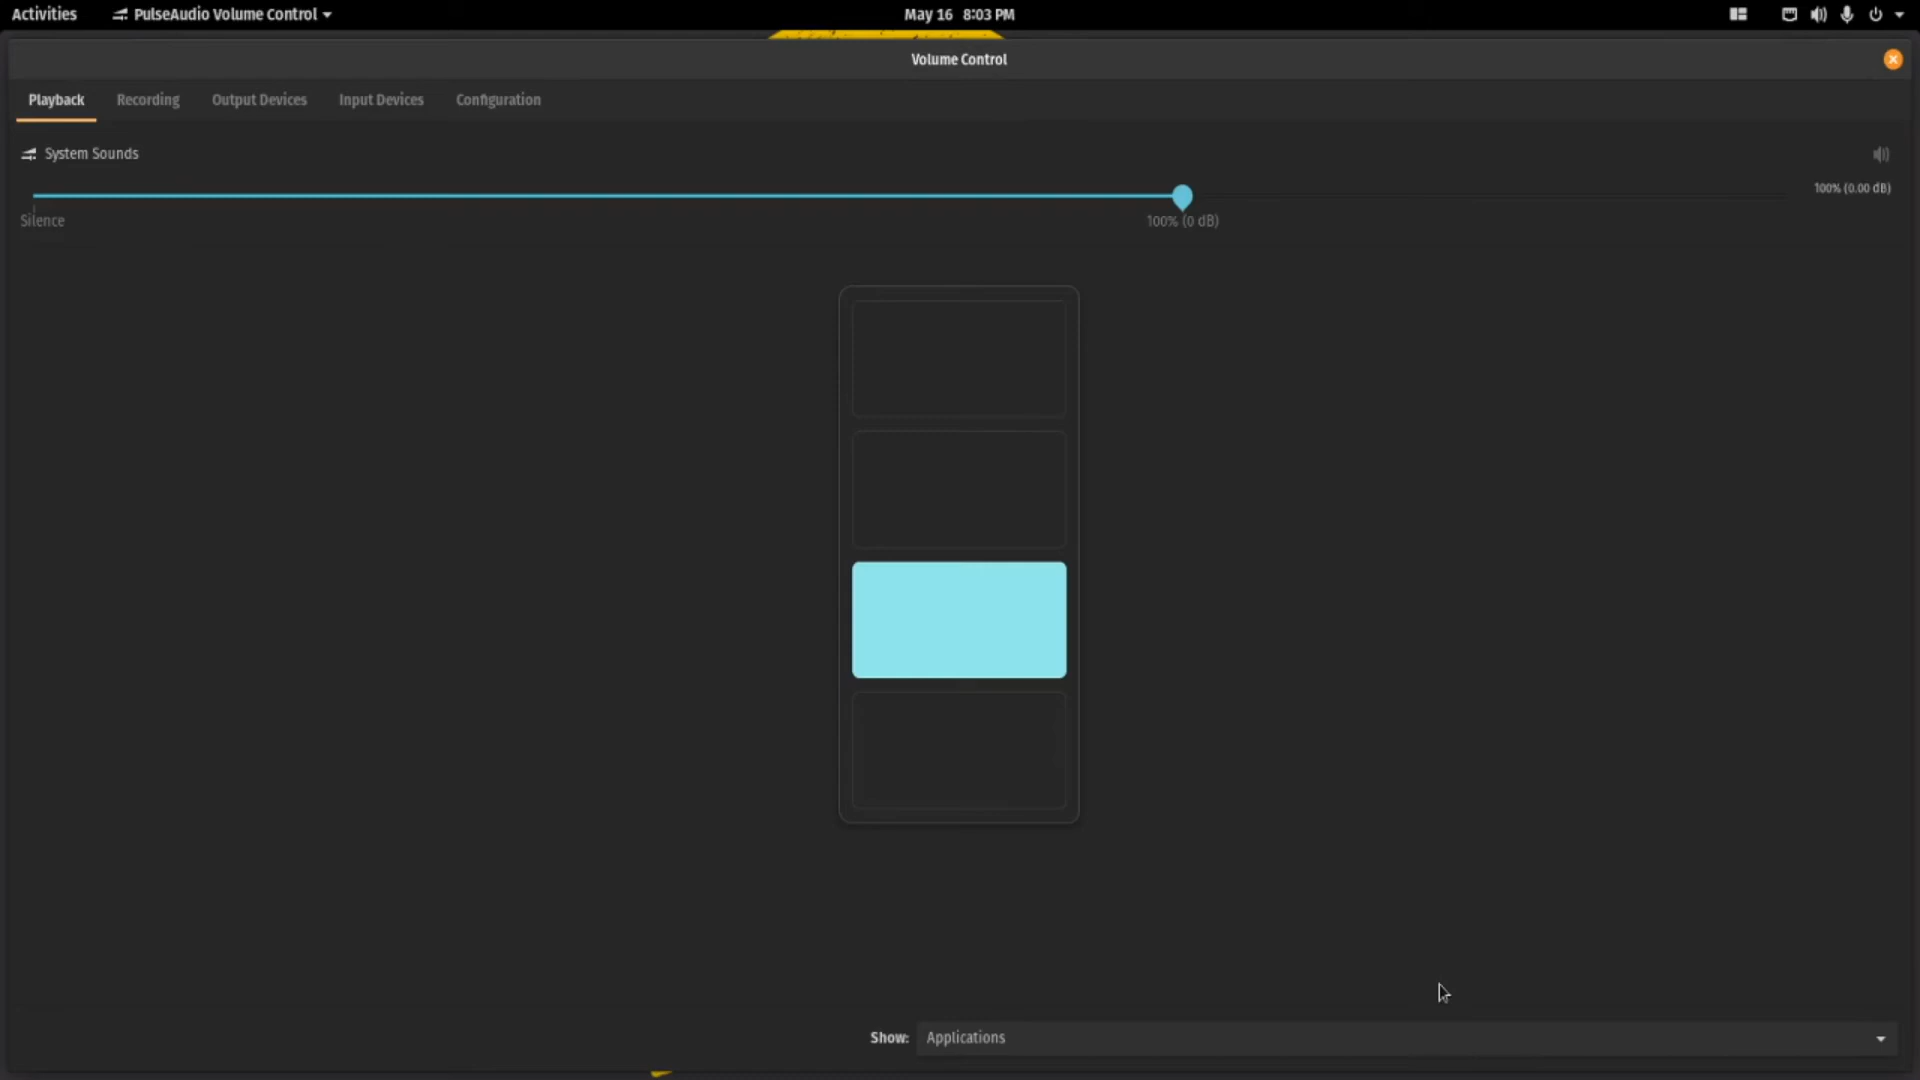 Activities PulseAudio Volume Control May 16 8:03 PM
Volume Control
Playback Recording Output Devices Input Devices Configuration
System Sounds
100% (0.00 dB)
Silence 100% (0 dB)
Show: Applications